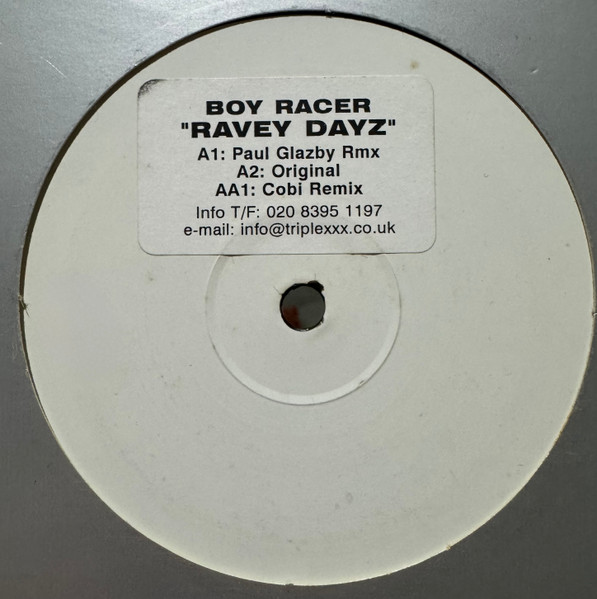 BOY RACER
"RAVEY DAYZ"
A1: Paul Glazby Rmx
A2: Original
AA1: Cobi Remix
Info T/F: 020 8395 1197
e-mail: info@triplexxx.co.uk